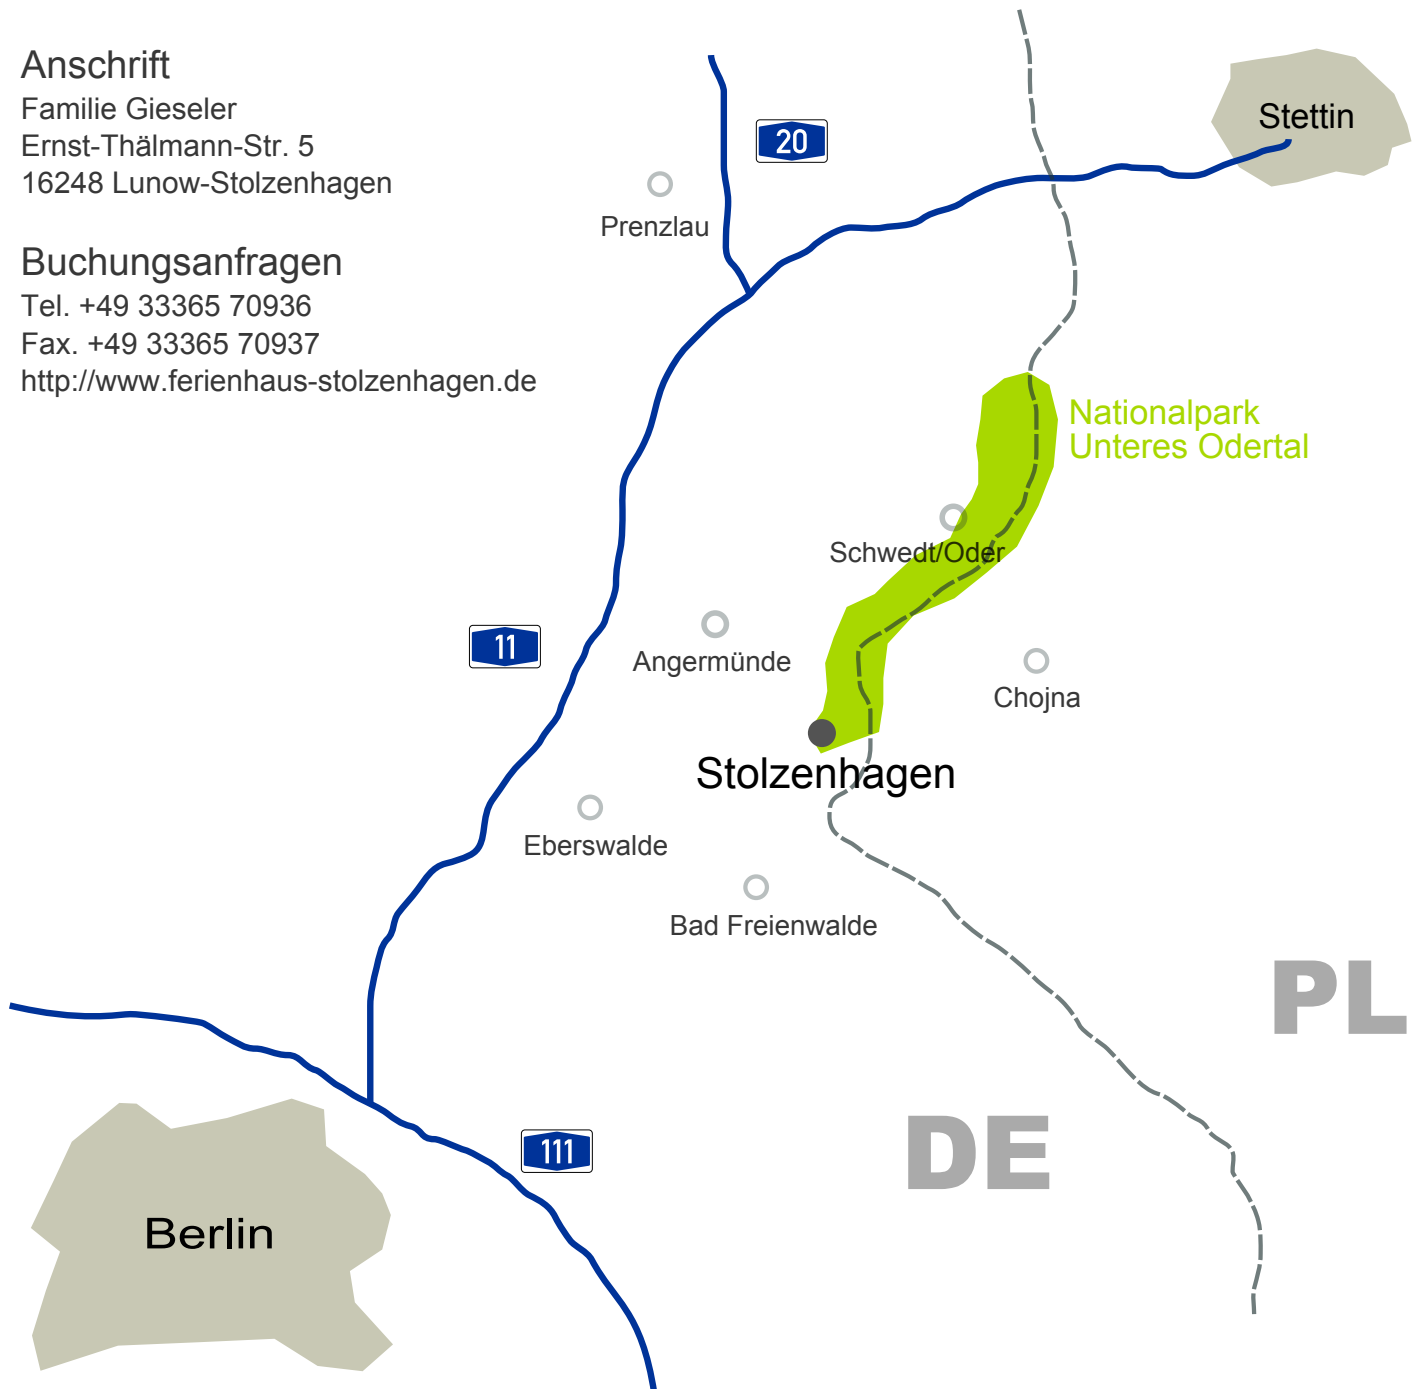 Anschrift
Familie Gieseler
Ernst-Thälmann-Str. 5
16248 Lunow-Stolzenhagen
Buchungsanfragen
Tel. +49 33365 70936
Fax. +49 33365 70937
http://www.ferienhaus-stolzenhagen.de
Stettin
20
Prenzlau
Nationalpark
Unteres Odertal
Schwedt/Oder
11
Angermünde
Chojna
Stolzenhagen
Eberswalde
Bad Freienwalde
PL
DE
111
Berlin